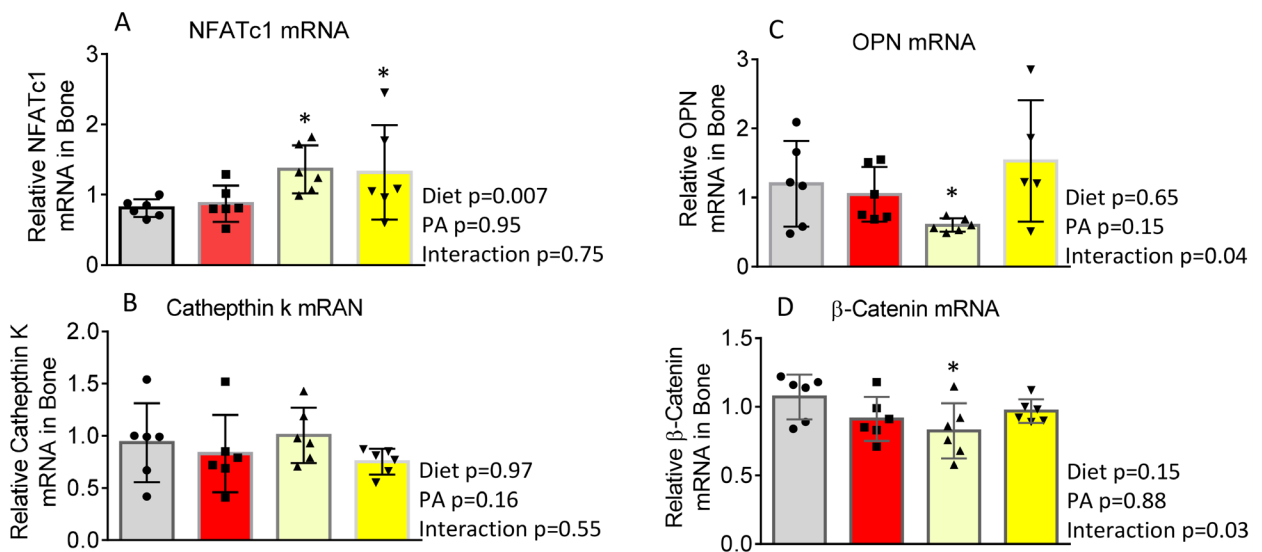 A
NFATc1 mRNA
Relative NFATc1
mRNA in Bone
3
2
1
0
*
*
Diet p=0.007
PA p=0.95
Interaction p=0.75
B
Cathepthin k mRAN
Relative Cathepthin K
mRNA in Bone
2.0
1.5
1.0
0.5
0.0
Diet p=0.97
PA p=0.16
Interaction p=0.55
C
OPN mRNA
Relative OPN
mRNA in Bone
3
2
1
0
*
Diet p=0.65
PA p=0.15
Interaction p=0.04
D
β-Catenin mRNA
Relative β-Catenin
mRNA in Bone
1.5
1.0
0.5
0.0
*
Diet p=0.15
PA p=0.88
Interaction p=0.03